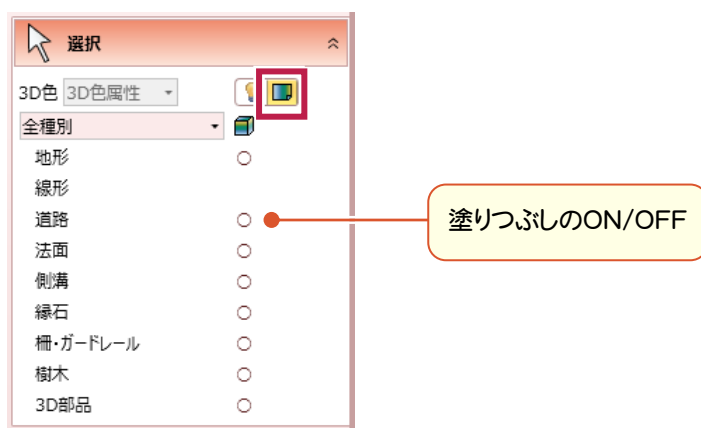 選択
3D色 3D色属性
全種別
地形 ○
線形
道路 ○
塗りつぶしのON/OFF
法面 ○
側溝 ○
縁石 ○
柵・ガードレール ○
樹木 ○
3D部品 ○